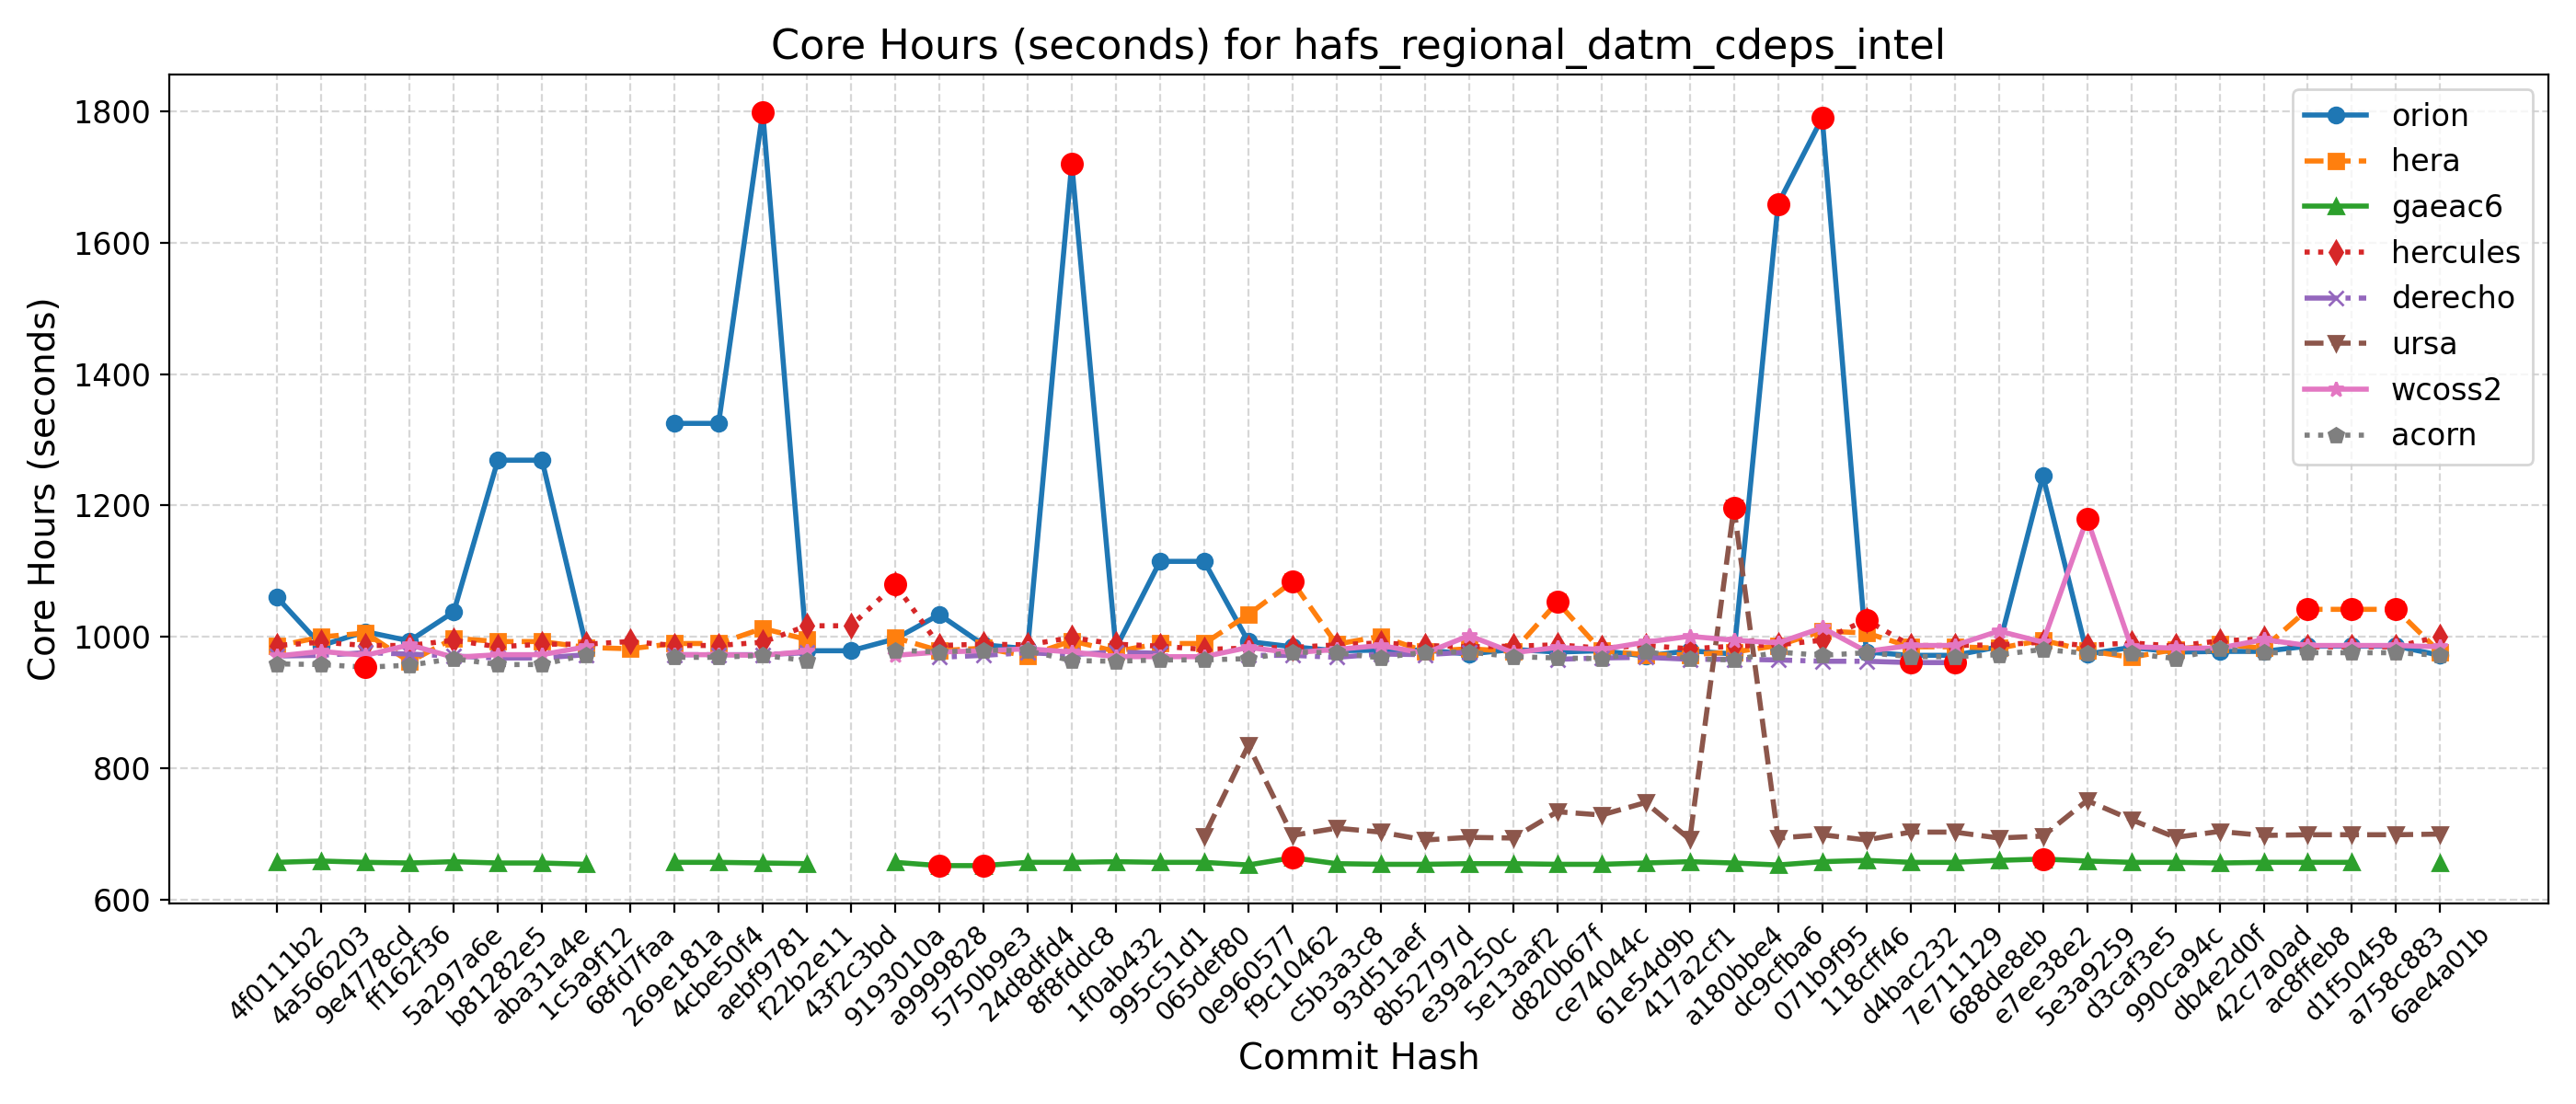 Core Hours (seconds) for hafs_regional_datm_cdeps_intel
Core Hours (seconds)
1800
1600
1400
1200
1000
800
600
orion
hera
gaeac6
hercules
derecho
ursa
wcoss2
acorn
4f0111b2
4a566203
9e4778cd
ff162f36
5a297a6e
b81282e5
aba31a4e
1c5a9f12
68fd7faa
269e181a
4cbe50f4
aebf9781
f22b2e11
43f2c3bd
9193010a
a9999828
5750b9e3
24d8dfd4
8f8fddc8
1f0ab432
995c51d1
065def80
0e960577
f9c10462
c5b3a3c8
93d51aef
8b52797d
e39a250c
5e13aaf2
d820b67f
ce74044c
61e54d9b
417a2cf1
a180bbe4
dc9cfba6
071b9f95
118cff46
d4bac232
7e711129
688de8eb
e7ee38e2
5e3a9259
d3caf3e5
990ca94c
db4e2d0f
42c7a0ad
ac8ffeb8
d1f50458
a758c883
6ae4a01b
Commit Hash